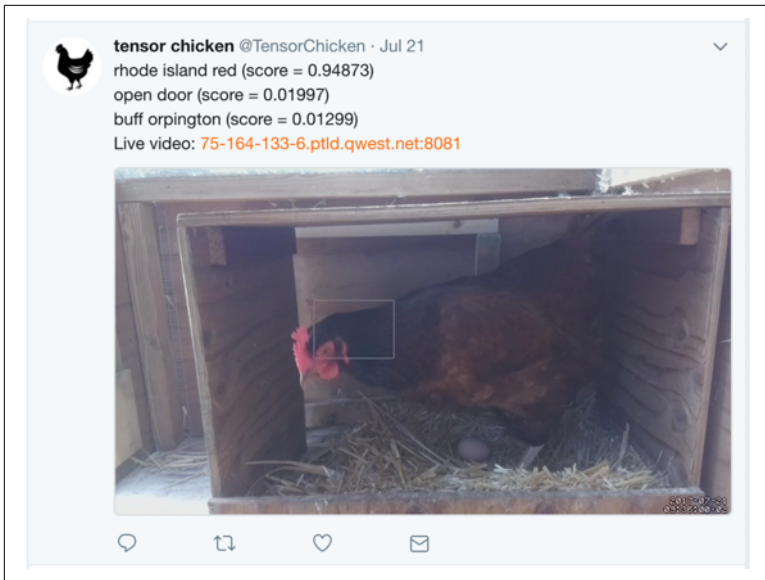 tensor chicken @TensorChicken · Jul 21
rhode island red (score = 0.94873)
open door (score = 0.01997)
buff orpington (score = 0.01299)
Live video: 75-164-133-6.ptld.qwest.net:8081